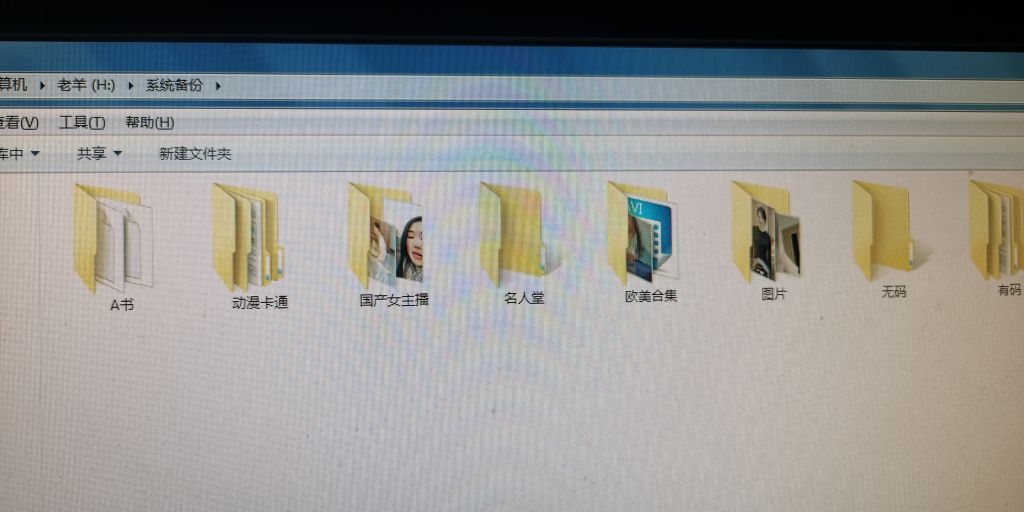 算机 ▸ 老羊 (H:) ▸ 系统备份 ▸
查看(V) 工具(T) 帮助(H)
库中 共享 新建文件夹
VI
A书 动漫卡通 国产女主播 名人堂 欧美合集 图片 无码 有码